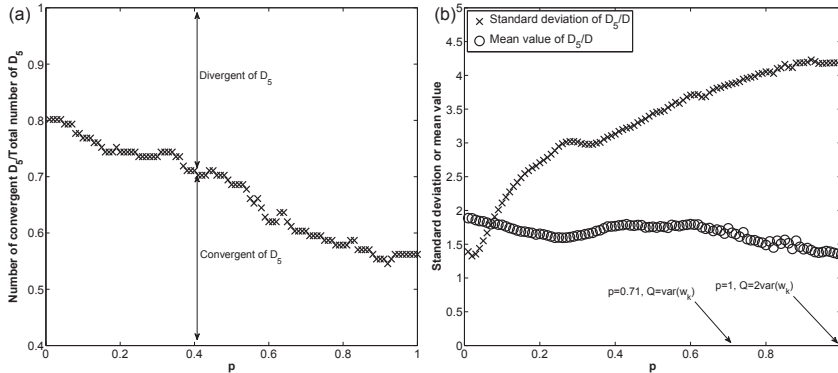 (a)
Number of convergent D5/Total number of D5
1
0.9
0.8
0.7
0.6
0.5
0.4
Divergent of D5
Convergent of D5
0
0.2
0.4
0.6
0.8
1
p
(b)
Standard deviation or mean value
5
4.5
4
3.5
3
2.5
2
1.5
1
0.5
0
Standard deviation of D5/D
Mean value of D5/D
p=0.71, Q=var(wk)
p=1, Q=2var(wk)
0
0.2
0.4
0.6
0.8
p